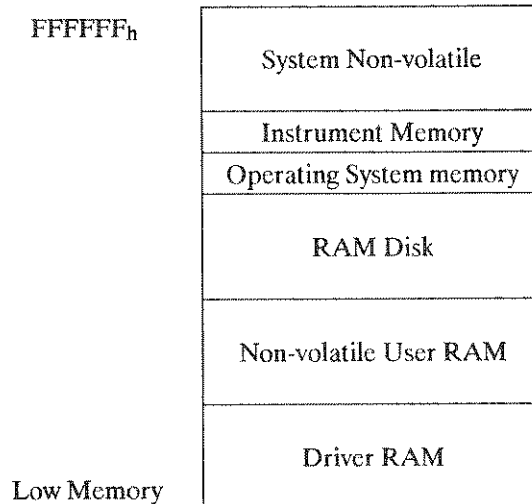 FFFFFFh
System Non-volatile
Instrument Memory
Operating System memory
RAM Disk
Non-volatile User RAM
Driver RAM
Low Memory